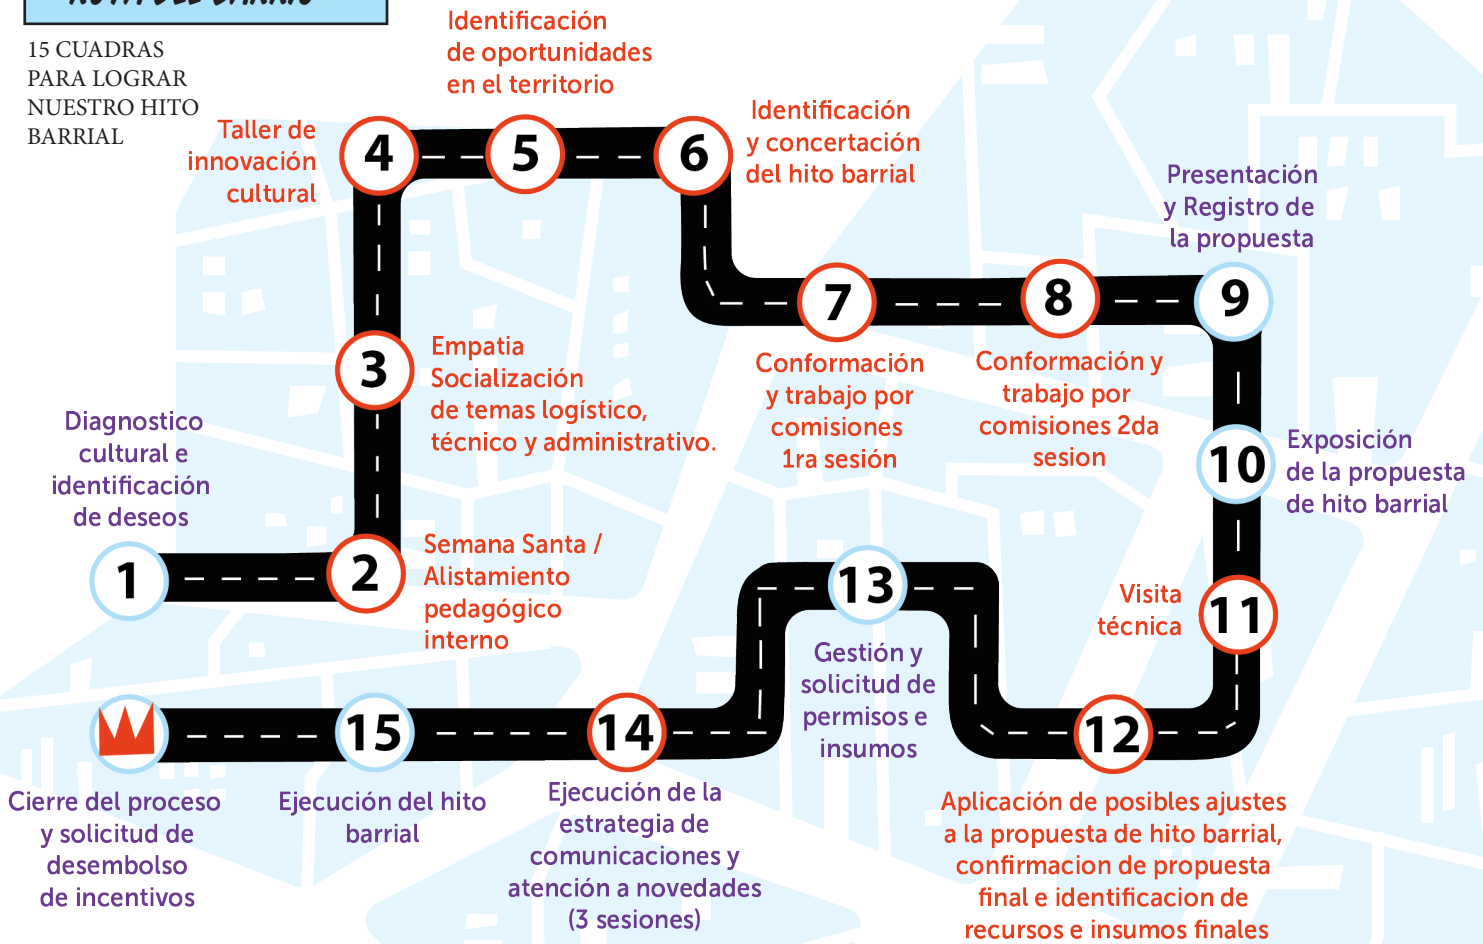 15 CUADRAS
PARA LOGRAR
NUESTRO HITO
BARRIAL
1
Diagnostico
cultural e
identificación
de deseos
2
Semana Santa /
Alistamiento
pedagógico
interno
3
Empatia
Socialización
de temas logístico,
técnico y administrativo.
4
Taller de
innovación
cultural
5
Identificación
de oportunidades
en el territorio
6
Identificación
y concertación
del hito barrial
7
Conformación
y trabajo por
comisiones
1ra sesión
8
Conformación y
trabajo por
comisiones 2da
sesion
9
Presentación
y Registro de
la propuesta
10
Exposición
de la propuesta
de hito barrial
11
Visita
técnica
12
Aplicación de posibles ajustes
a la propuesta de hito barrial,
confirmacion de propuesta
final e identificacion de
recursos e insumos finales
13
Gestión y
solicitud de
permisos e
insumos
14
Ejecución de la
estrategia de
comunicaciones y
atención a novedades
(3 sesiones)
15
Ejecución del hito
barrial
Cierre del proceso
y solicitud de
desembolso
de incentivos